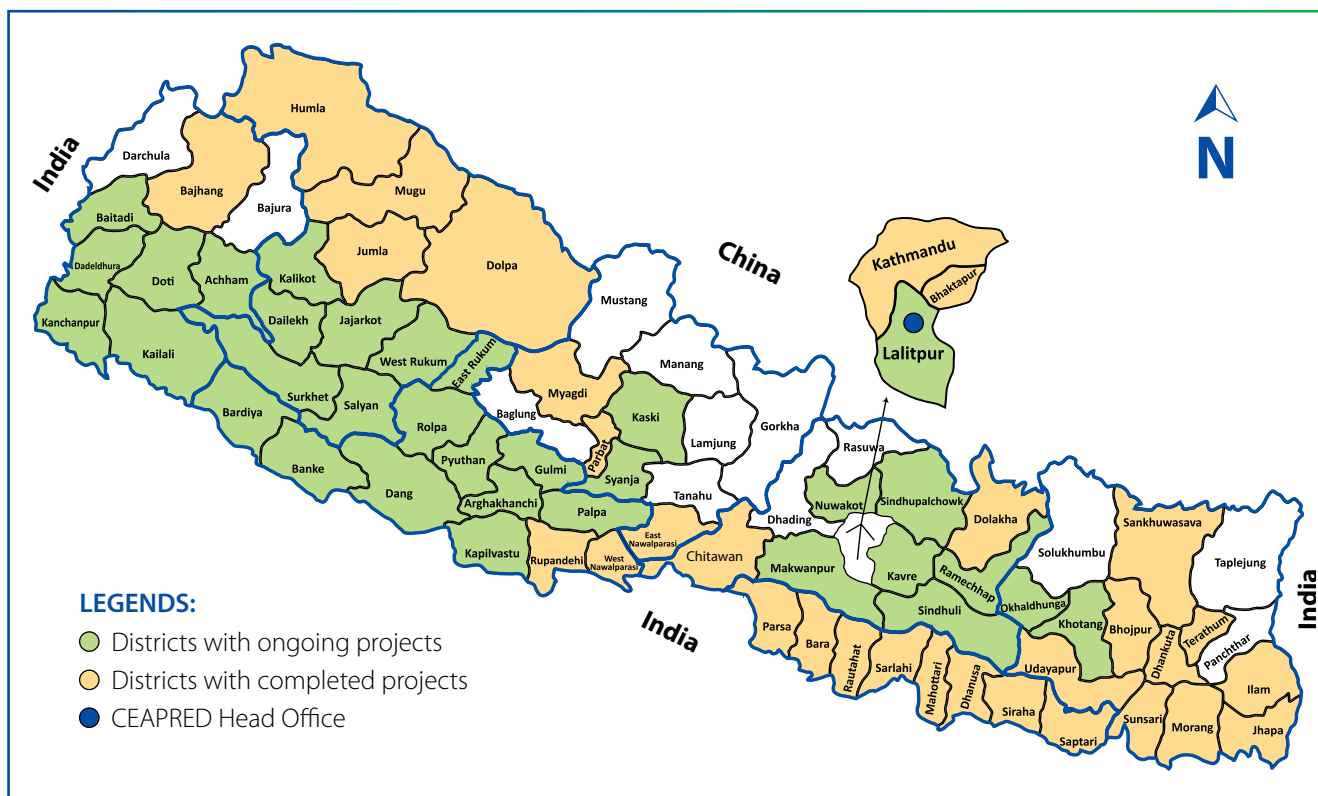 Humla
India
Darchula
Bajhang
Mugu
Bajura
Baitadi
Jumla
Kathmandu
Dolpa
China
Dadeldhura
Doti
Achham
Kalikot
Bhaktapur
Mustang
Kanchanpur
Dailekh
Jajarkot
Lalitpur
Kailali
West Rukum
East Rukum
Manang
Myagdi
Surkhet
Salyan
Bardiya
Baglung
Kaski
Rolpa
Gorkha
Lamjung
Parbat
Rasuwa
Pyuthan
Banke
Gulmi
Syanja
Dang
Tanahu
Nuwakot
Sindhupalchowk
Arghakhanchi
Palpa
Dhading
Dolakha
Sankhuwasava
East
Nawalparasi
Kapilvastu
Rupandehi
West
Nawalparasi
Chitawan
Solukhumbu
Taplejung
Makwanpur
Kavre
Ramechhap
Okhaldhunga
India
Sindhuli
Khotang
Bhojpur
Terathum
Dhankuta
Panchthar
India
Parsa
Bara
Rautahat
Sarlahi
Mahottari
Dhanusa
Udayapur
Siraha
Saptari
Sunsari
Morang
Ilam
Jhapa
N
LEGENDS:
Districts with ongoing projects
Districts with completed projects
CEAPRED Head Office